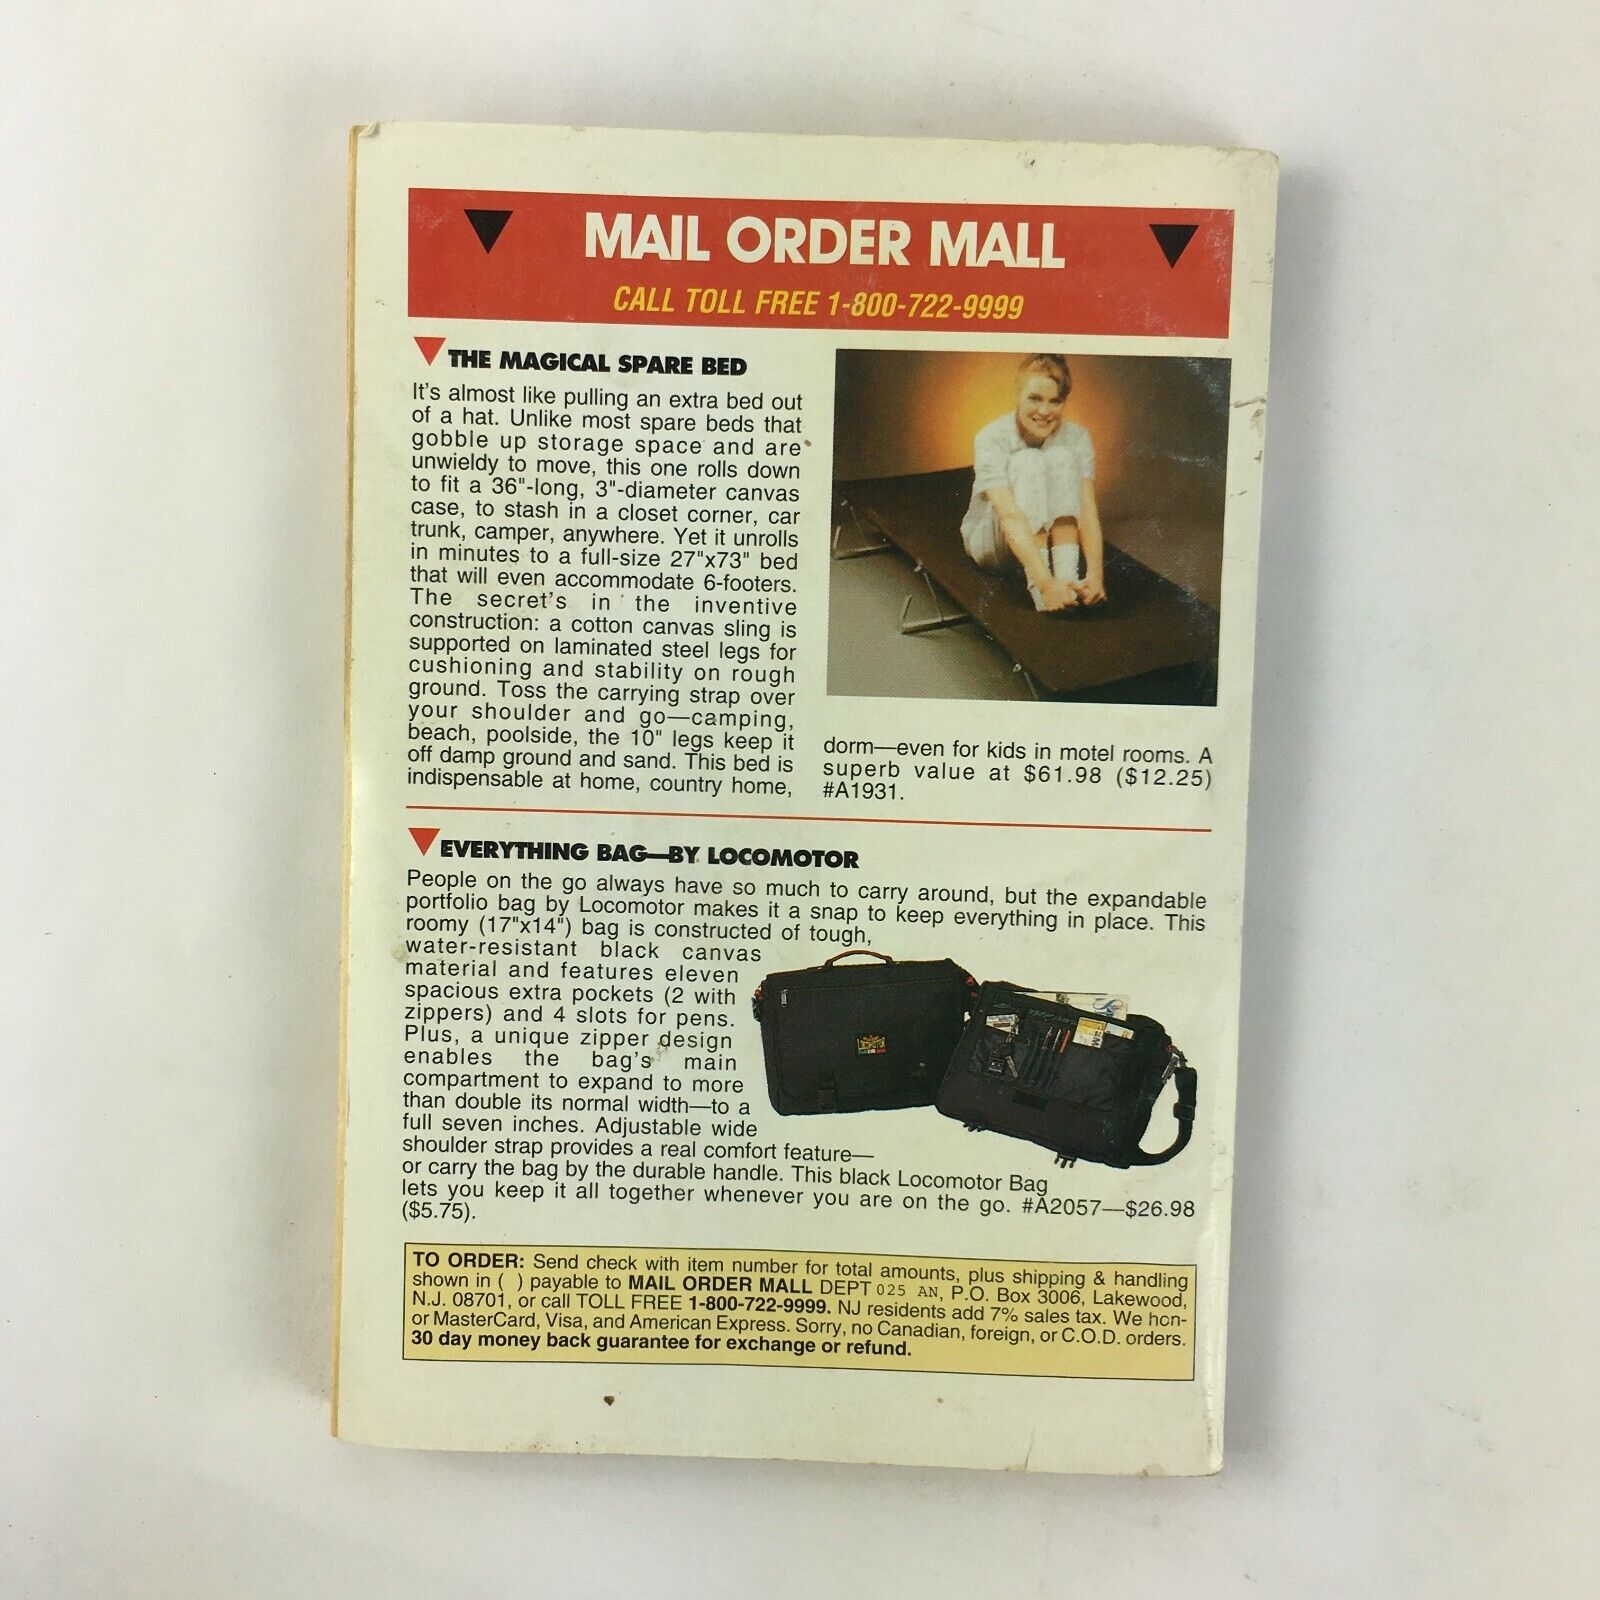 MAIL ORDER MALL
CALL TOLL FREE 1-800-722-9999
THE MAGICAL SPARE BED
It's almost like pulling an extra bed out
of a hat. Unlike most spare beds that
gobble up storage space and are
unwieldy to move, this one rolls down
to fit a 36"-long, 3"-diameter canvas
case, to stash in a closet corner, car
trunk, camper, anywhere. Yet it unrolls
in minutes to a full-size 27"x73" bed
that will even accommodate 6-footers.
The secret's in the inventive
construction: a cotton canvas sling is
supported on laminated steel legs for
cushioning and stability on rough
ground. Toss the carrying strap over
your shoulder and go—camping,
beach, poolside, the 10" legs keep it
off damp ground and sand. This bed is
indispensable at home, country home,
dorm—even for kids in motel rooms. A
superb value at $61.98 ($12.25)
#A1931.
EVERYTHING BAG—BY LOCOMOTOR
People on the go always have so much to carry around, but the expandable
portfolio bag by Locomotor makes it a snap to keep everything in place. This
roomy (17"x14") bag is constructed of tough,
water-resistant black canvas
material and features eleven
spacious extra pockets (2 with
zippers) and 4 slots for pens.
Plus, a unique zipper design
enables the bag's main
compartment to expand to more
than double its normal width—to a
full seven inches. Adjustable wide
shoulder strap provides a real comfort feature—
or carry the bag by the durable handle. This black Locomotor Bag
lets you keep it all together whenever you are on the go. #A2057—$26.98
($5.75).
LOCOMOTOR
TO ORDER: Send check with item number for total amounts, plus shipping & handling
shown in ( ) payable to MAIL ORDER MALL DEPT 025 AN, P.O. Box 3006, Lakewood,
N.J. 08701, or call TOLL FREE 1-800-722-9999. NJ residents add 7% sales tax. We hcn-
or MasterCard, Visa, and American Express. Sorry, no Canadian, foreign, or C.O.D. orders.
30 day money back guarantee for exchange or refund.